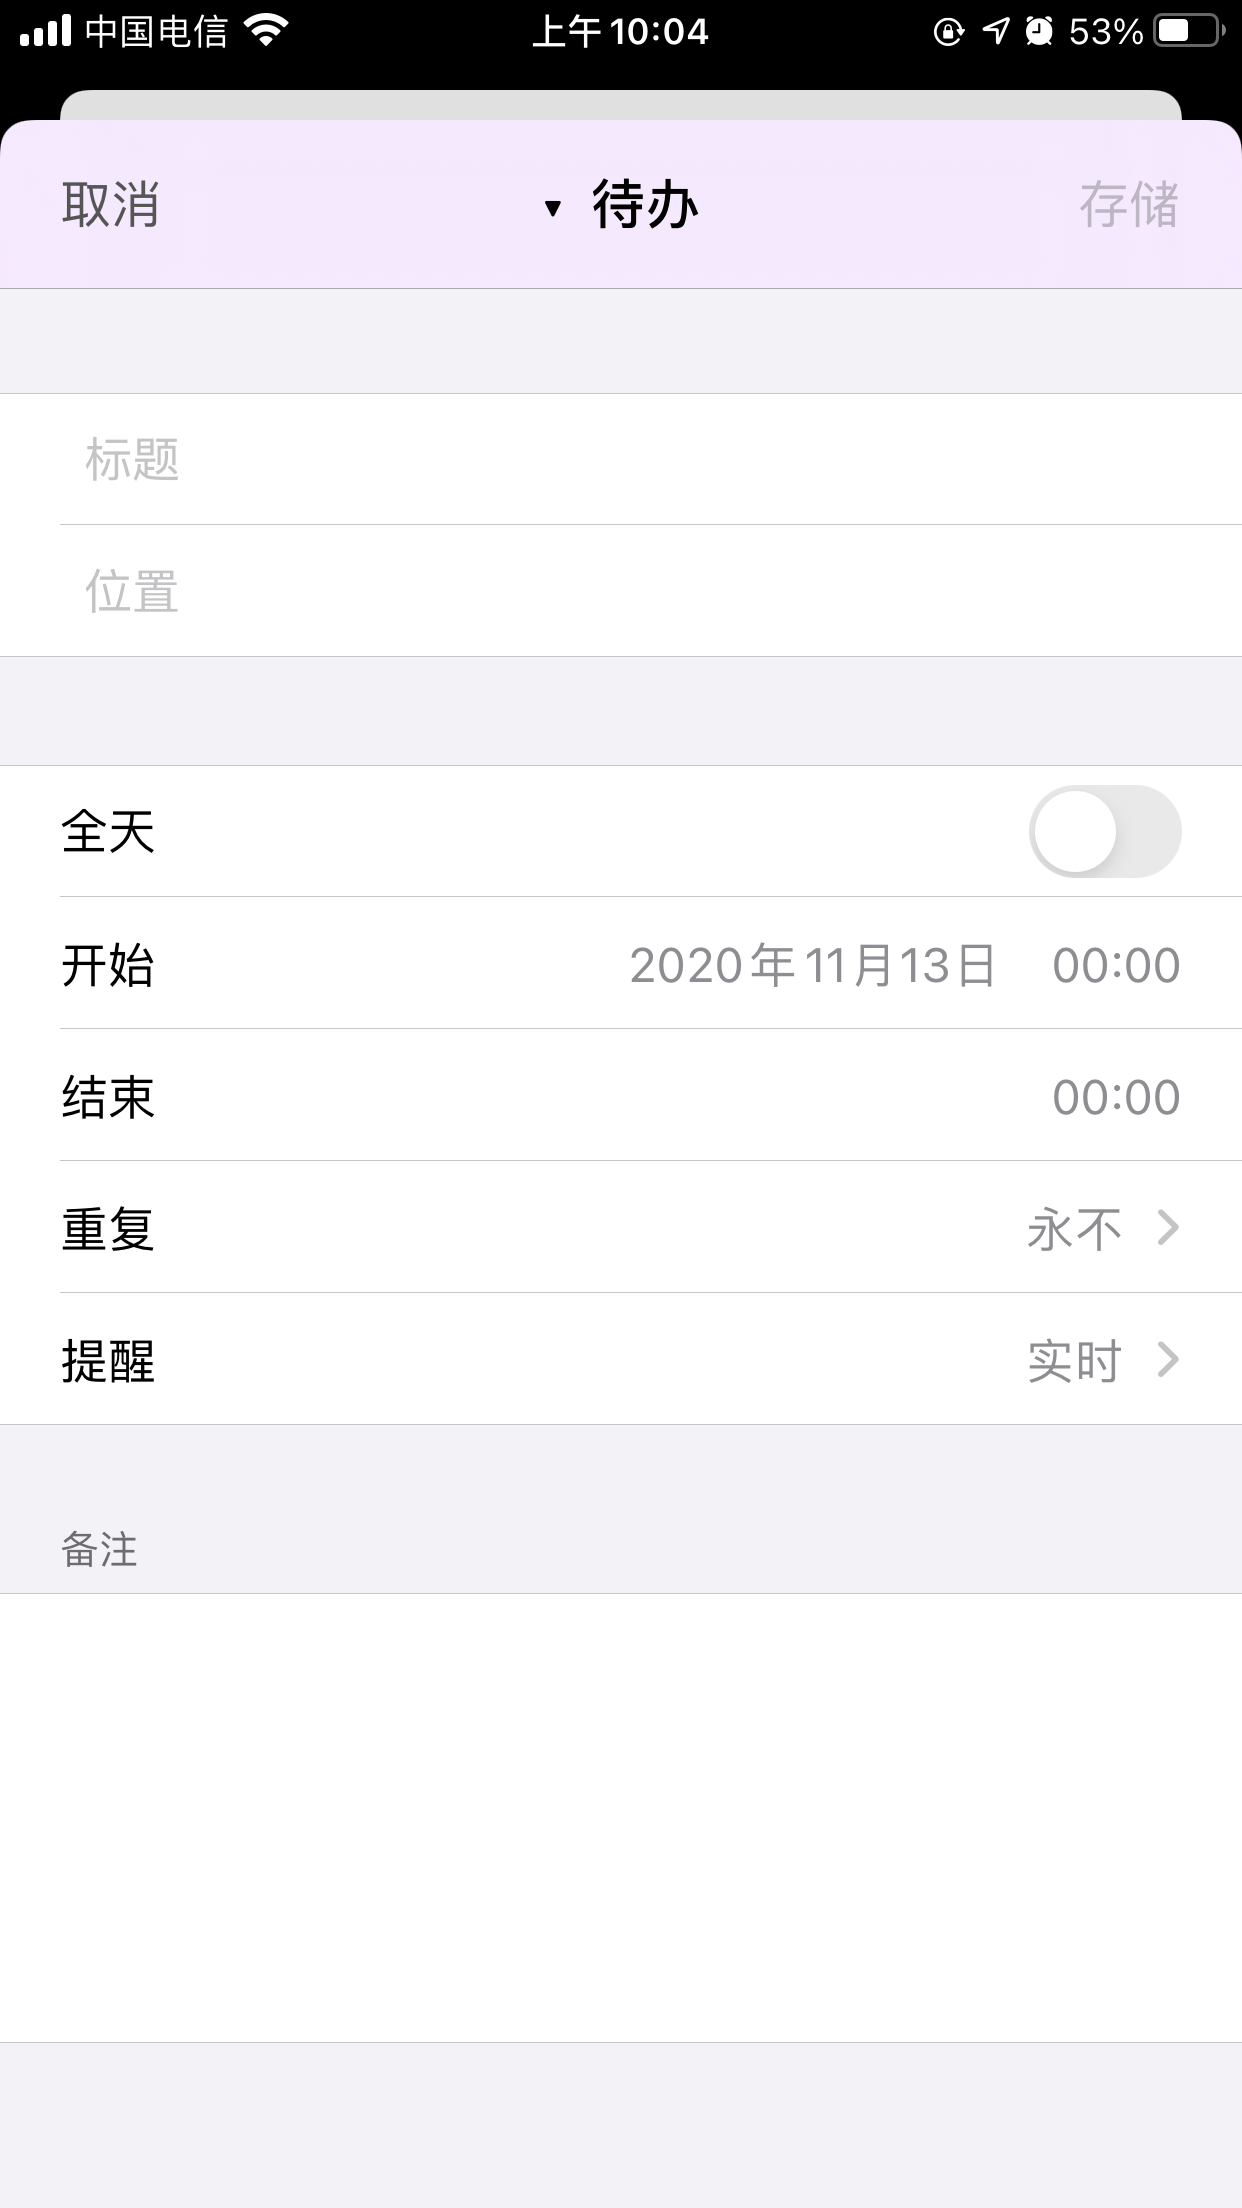 中国电信 上午10:04 53%
取消 ▼ 待办 存储
标题
位置
全天
开始 2020年11月13日 00:00
结束 00:00
重复 永不
提醒 实时
备注